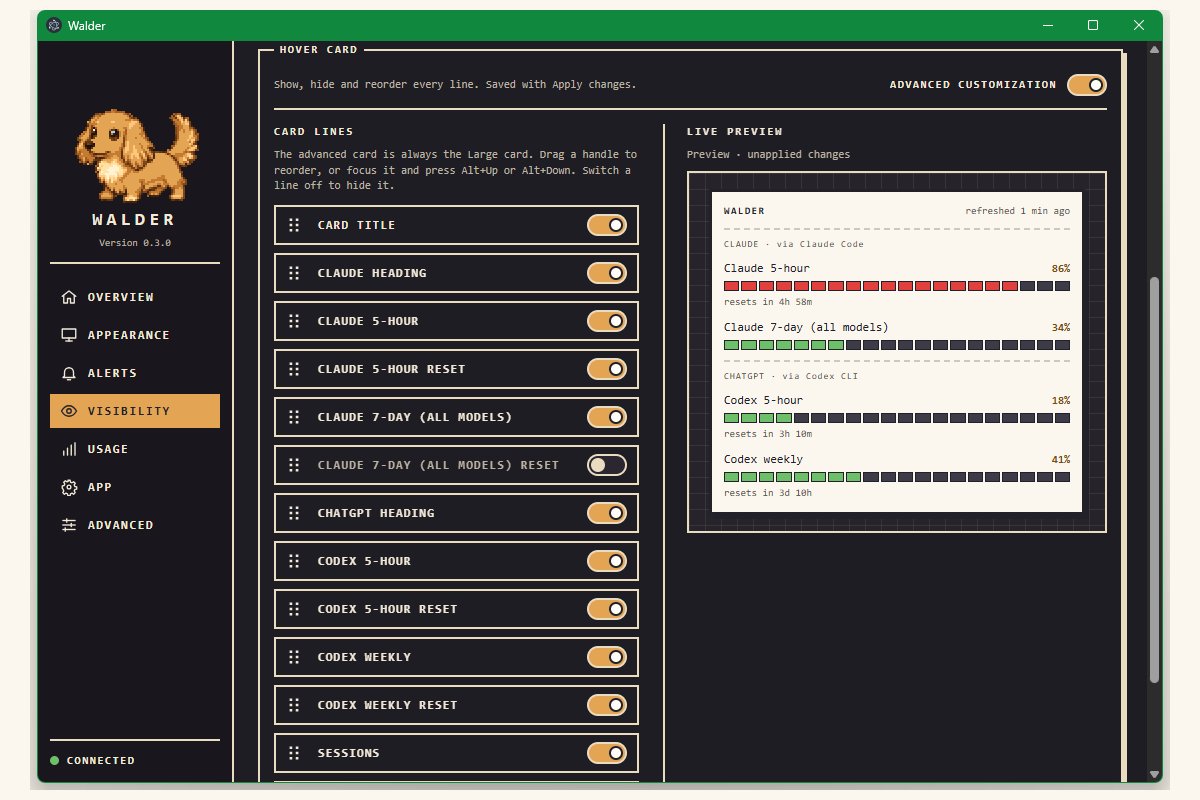 Walder
WALDER
Version 0.3.0
OVERVIEW
APPEARANCE
ALERTS
VISIBILITY
USAGE
APP
ADVANCED
CONNECTED
HOVER CARD
Show, hide and reorder every line. Saved with Apply changes.
ADVANCED CUSTOMIZATION
CARD LINES
The advanced card is always the Large card. Drag a handle to
reorder, or focus it and press Alt+Up or Alt+Down. Switch a
line off to hide it.
CARD TITLE
CLAUDE HEADING
CLAUDE 5-HOUR
CLAUDE 5-HOUR RESET
CLAUDE 7-DAY (ALL MODELS)
CLAUDE 7-DAY (ALL MODELS) RESET
CHATGPT HEADING
CODEX 5-HOUR
CODEX 5-HOUR RESET
CODEX WEEKLY
CODEX WEEKLY RESET
SESSIONS
LIVE PREVIEW
Preview · unapplied changes
WALDER refreshed 1 min ago
CLAUDE · via Claude Code
Claude 5-hour 86%
resets in 4h 58m
Claude 7-day (all models) 34%
CHATGPT · via Codex CLI
Codex 5-hour 18%
resets in 3h 10m
Codex weekly 41%
resets in 3d 10h